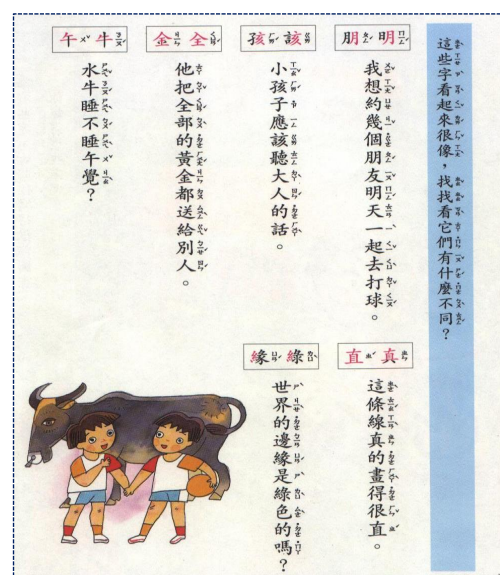 這些字看起來很像，找找看它們有什麼不同？
朋 明
我想約幾個朋友明天一起去打球。
孩 該
小孩子應該聽大人的話。
金 全
他把全部的黃金都送給別人。
午 牛
水牛睡不睡午覺？
直 真
這條線真的畫得很直。
緣 綠
世界的邊緣是綠色的嗎？